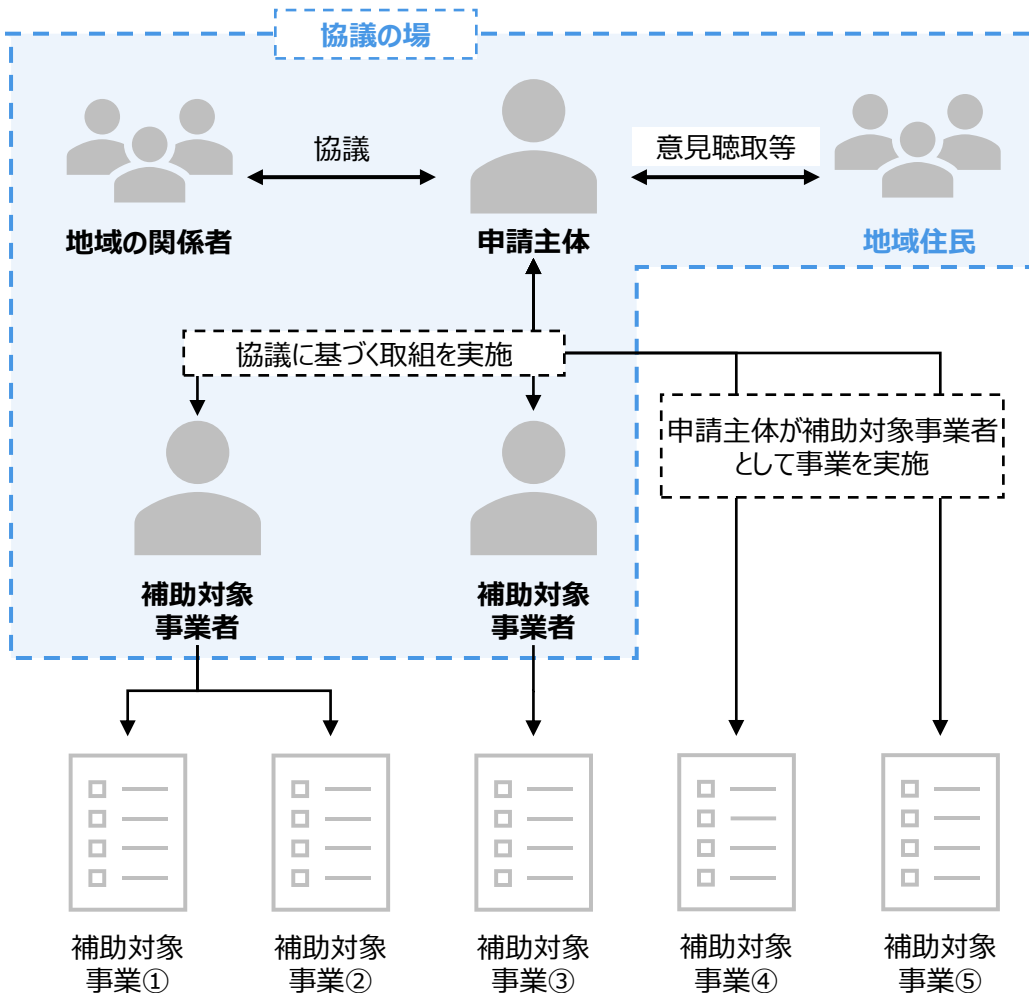 協議の場
協議
意見聴取等
地域の関係者
申請主体
地域住民
協議に基づく取組を実施
申請主体が補助対象事業者
として事業を実施
補助対象
事業者
補助対象
事業者
補助対象
事業①
補助対象
事業②
補助対象
事業③
補助対象
事業④
補助対象
事業⑤